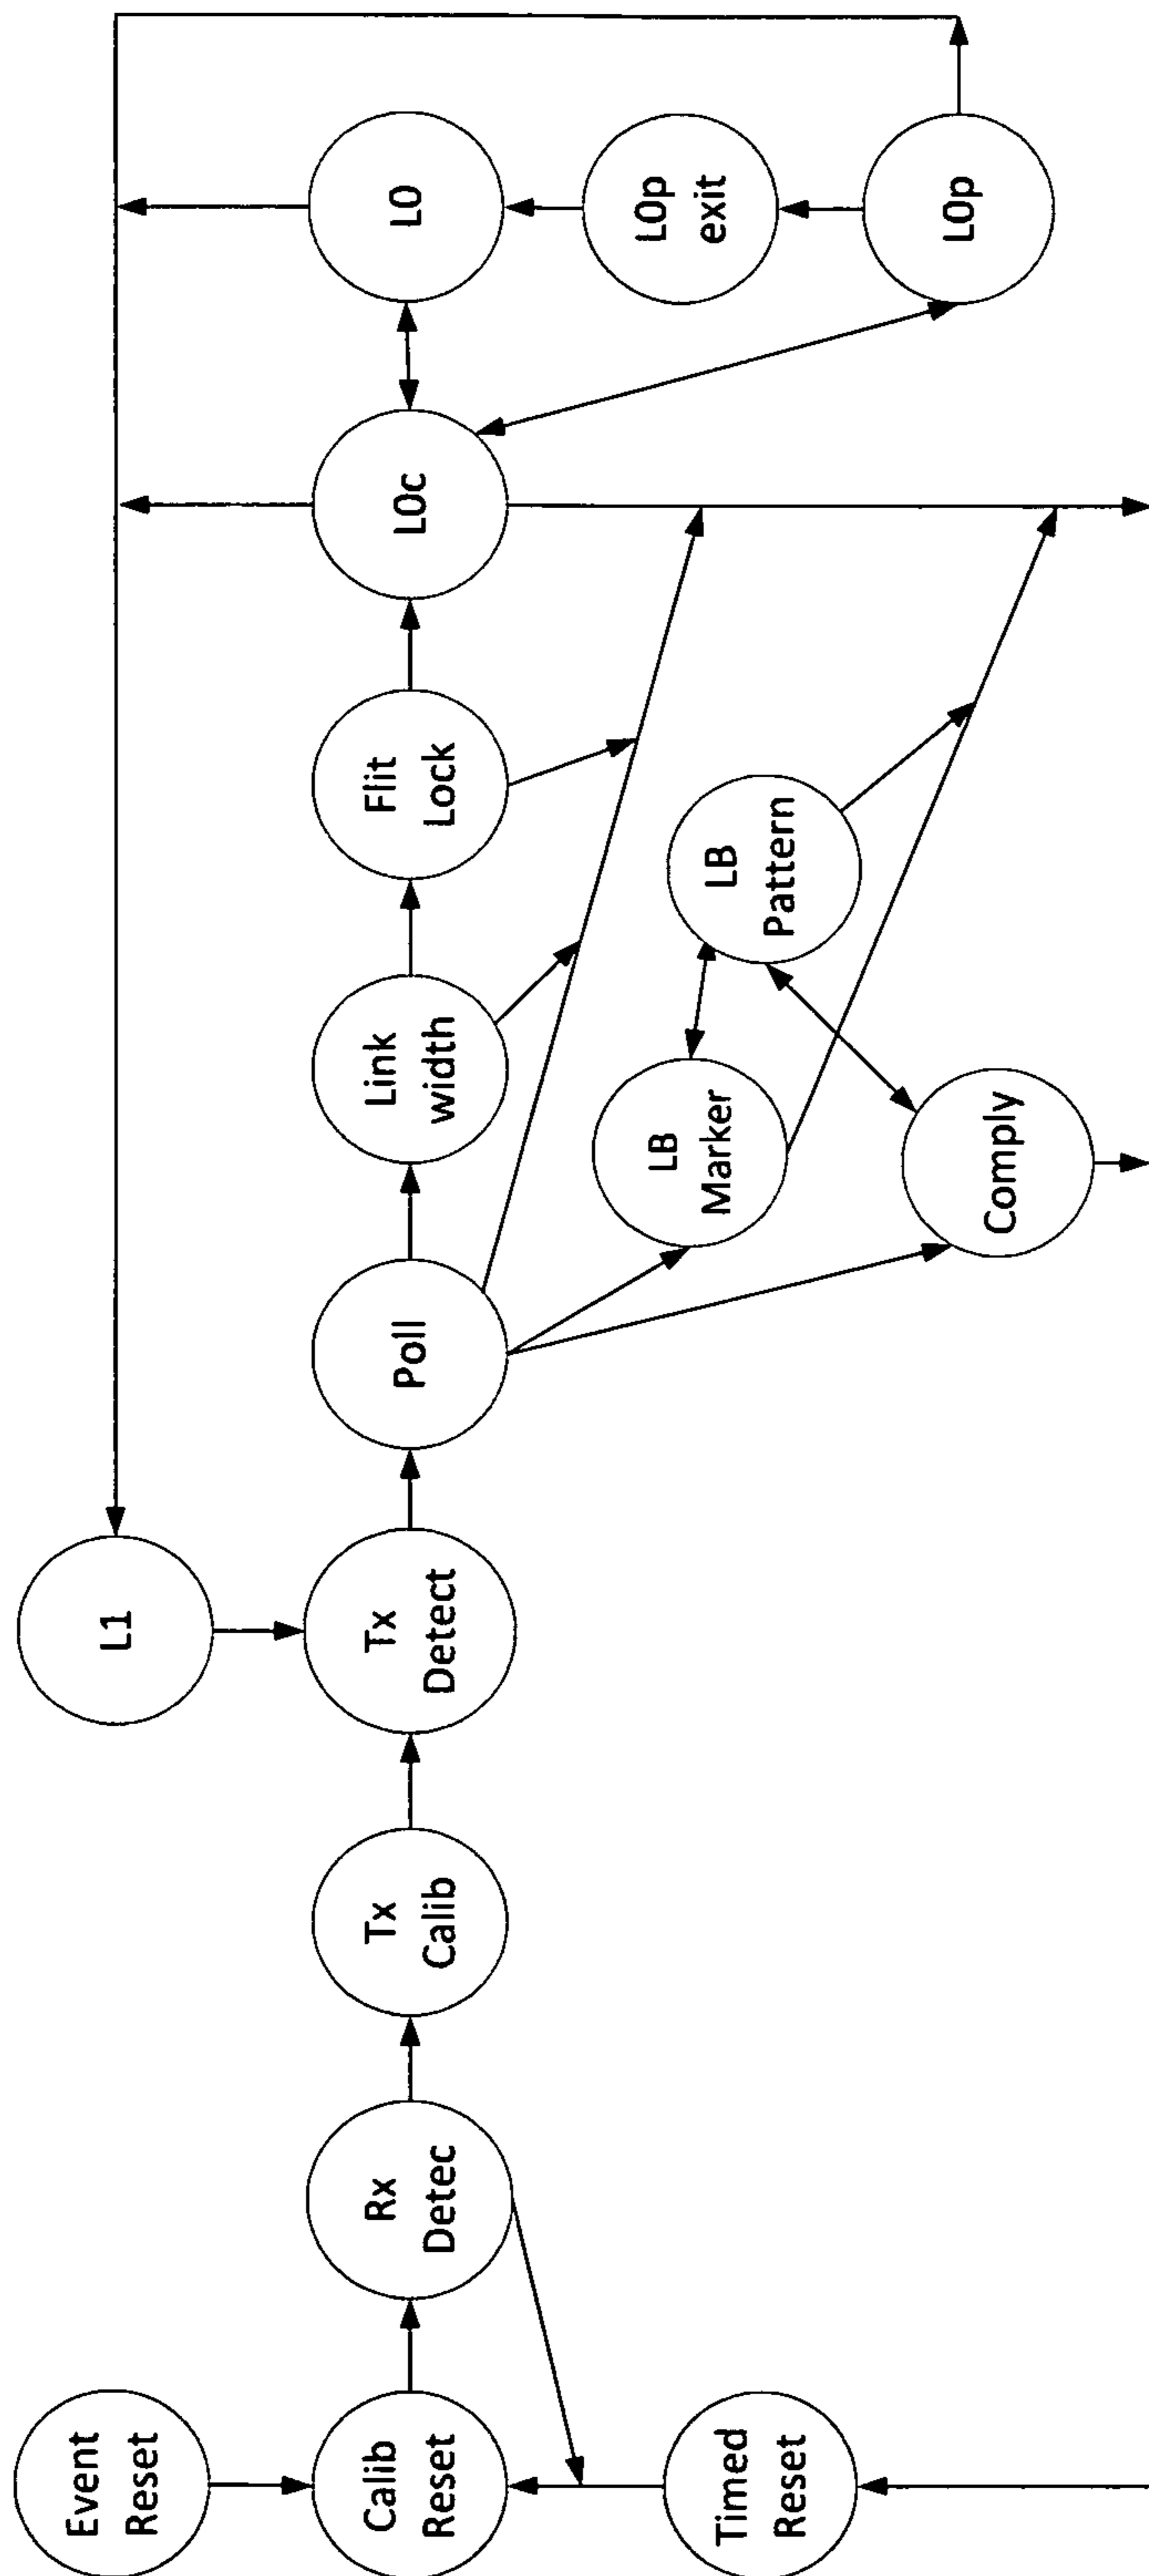 Event
Reset
Calib
Reset
Timed
Reset
Rx
Detec
Tx
Calib
L1
Tx
Detect
Poll
Link
width
LB
Marker
Comply
Flit
Lock
LB
Pattern
L0c
L0
L0p
exit
L0p